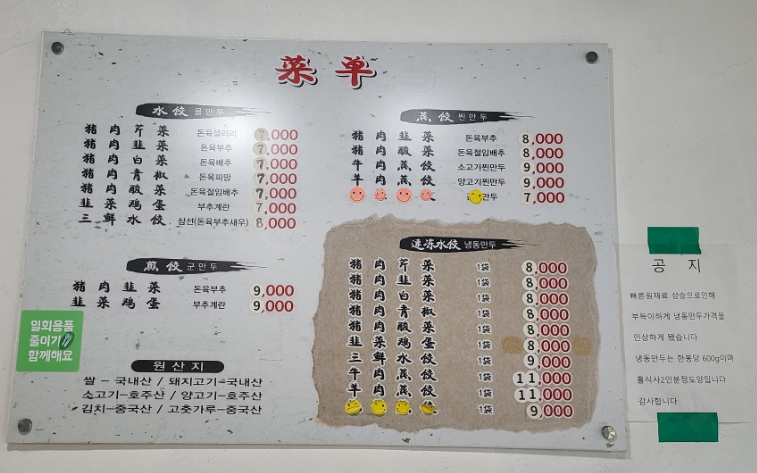 菜单
水饺 물만두
猪肉芹菜 돈육샐러리 7,000
猪肉韭菜 돈육부추 7,000
猪肉白菜 돈육배추 7,000
猪肉青椒 돈육피망 7,000
猪肉酸菜 돈육절임배추 7,000
韭菜鸡蛋 부추계란 7,000
三鲜水饺 삼선(돈육부추새우) 8,000
煎饺 군만두
猪肉韭菜 돈육부추 9,000
韭菜鸡蛋 부추계란 9,000
일회용품
줄이기
함께해요
원산지
쌀 - 국내산 / 돼지고기-국내산
소고기-호주산 / 양고기-호주산
김치-중국산 / 고춧가루-중국산
蒸饺 찐만두
猪肉韭菜 돈육부추 8,000
猪肉酸菜 돈육절임배추 8,000
牛肉蒸饺 소고기찐만두 9,000
羊肉蒸饺 양고기찐만두 9,000
만두 7,000
速冻水饺 냉동만두
猪肉芹菜 1袋 8,000
猪肉韭菜 1袋 8,000
猪肉白菜 1袋 8,000
猪肉青椒 1袋 8,000
猪肉酸菜 1袋 8,000
韭菜鸡蛋 1袋 8,000
三鲜水饺 1袋 9,000
牛肉蒸饺 1袋 11,000
羊肉蒸饺 1袋 11,000
1袋 9,000
공 지
빠른원재료 상승으로인해
부득이하게 냉동만두가격을
인상하게 됐습니다
냉동만두는 한봉당 600g이며
홀식사2인분정도양입니다
감사합니다